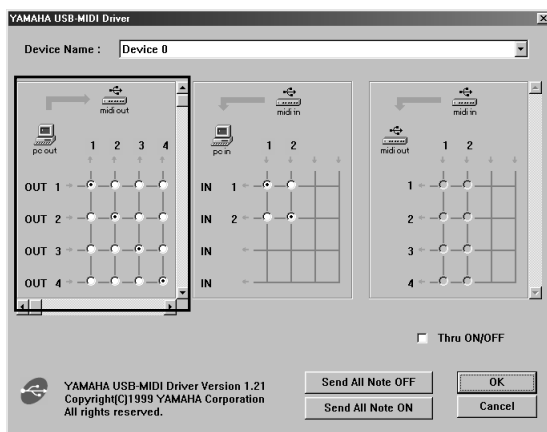 YAMAHA USB-MIDI Driver
Device Name : Device 0
midi out
pc out 1 2 3 4
OUT 1
OUT 2
OUT 3
OUT 4
midi in
pc in 1 2
IN 1
IN 2
IN
IN
midi in
midi out 1 2
1
2
3
4
Thru ON/OFF
YAMAHA USB-MIDI Driver Version 1.21
Copyright(C)1999 YAMAHA Corporation
All rights reserved.
Send All Note OFF
Send All Note ON
OK
Cancel